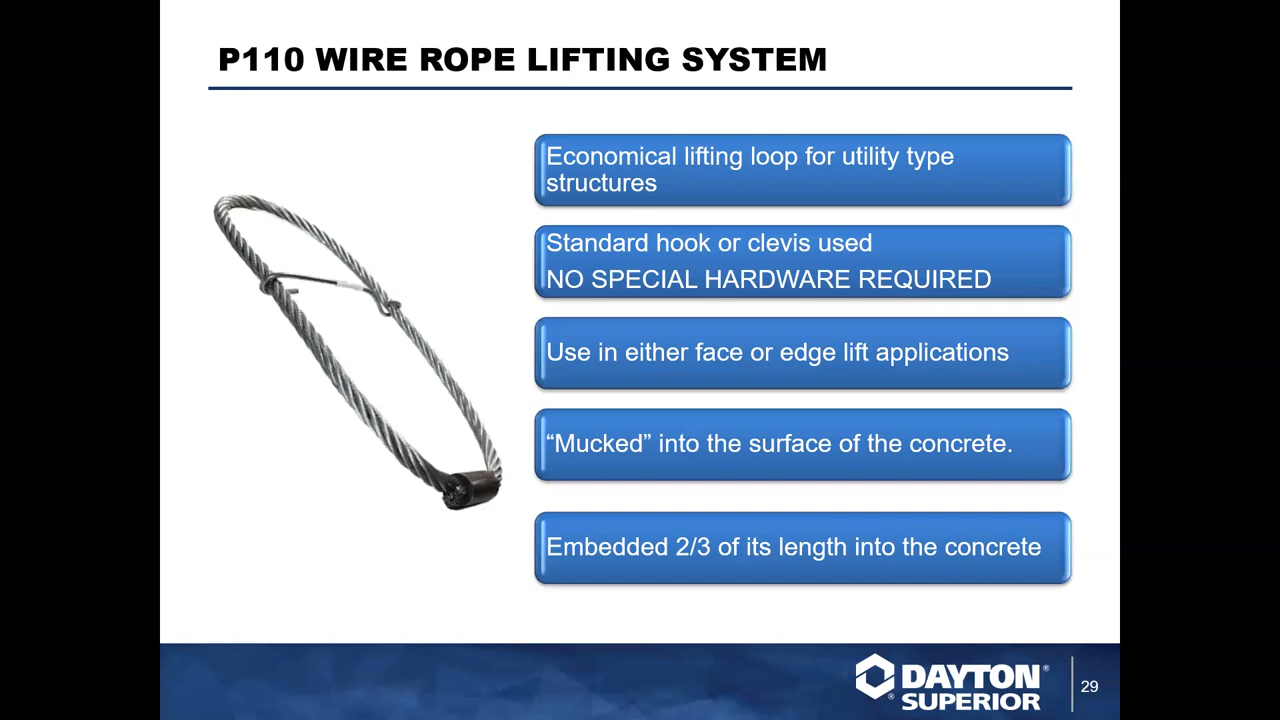 P110 WIRE ROPE LIFTING SYSTEM
Economical lifting loop for utility type
structures
Standard hook or clevis used
NO SPECIAL HARDWARE REQUIRED
Use in either face or edge lift applications
“Mucked” into the surface of the concrete.
Embedded 2/3 of its length into the concrete
DAYTON®
SUPERIOR
®
29